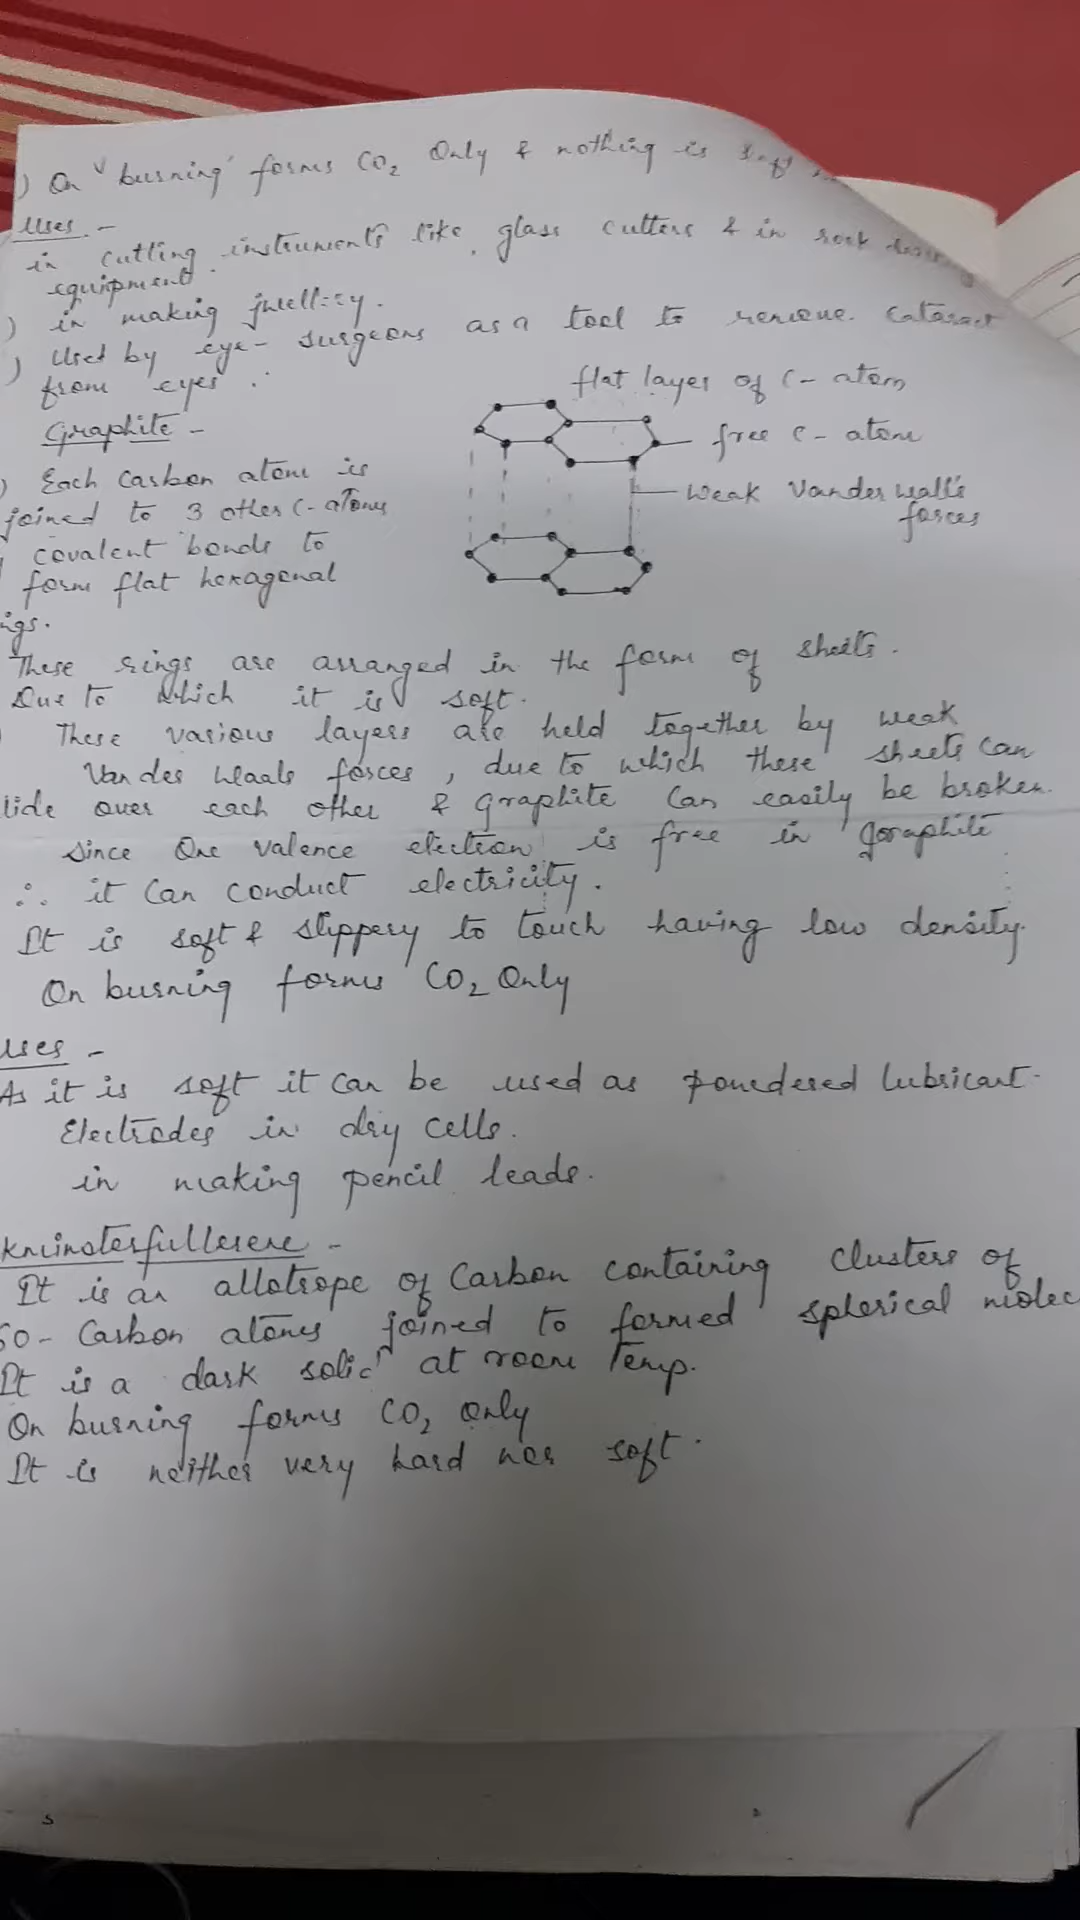 ) On burning forms CO2 Only & nothing is
Uses -
in cutting instruments like glass cutters & in rock
equipment.
) in making jwellery.
) Used by eye-surgeons as a tool to remove cataract
from eyes.
flat layer of C-atom
Graphite -
free C-atom
) Each Carbon atom is
Weak Vander wall's
forces
joined to 3 other C-atoms
covalent bonds to
form flat hexagonal
ngs.
These rings are arranged in the form of sheets.
Due to which it is soft.
These various layers are held together by weak
Van der Waals forces, due to which these sheets can
lide over each other & Graphite can easily be broken.
Since One valence electron is free in Graphite
∴ it can conduct electricity.
It is soft & slippery to touch having low density.
On burning forms CO2 Only
Uses -
As it is soft it can be used as powdered lubricant.
Electrodes in dry cells.
in making pencil leads.
kminsterfullerene -
It is an allotrope of Carbon containing clusters of
60-Carbon atoms joined to formed spherical molec
It is a dark solid at room Temp.
On burning forms CO2 only
It is neither very hard nor soft.